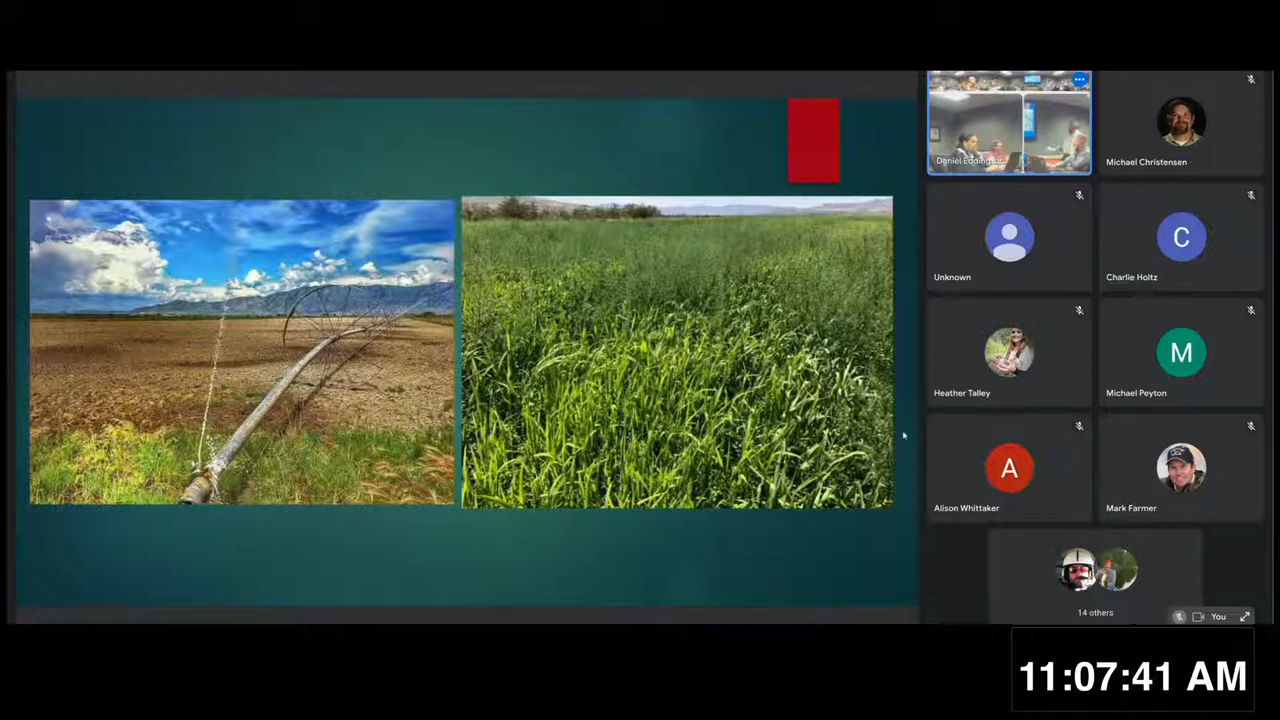 Daniel Eddington
Michael Christensen
Unknown
C
Charlie Holtz
Heather Talley
M
Michael Peyton
A
Alison Whittaker
Mark Farmer
14 others
You
11:07:41 AM